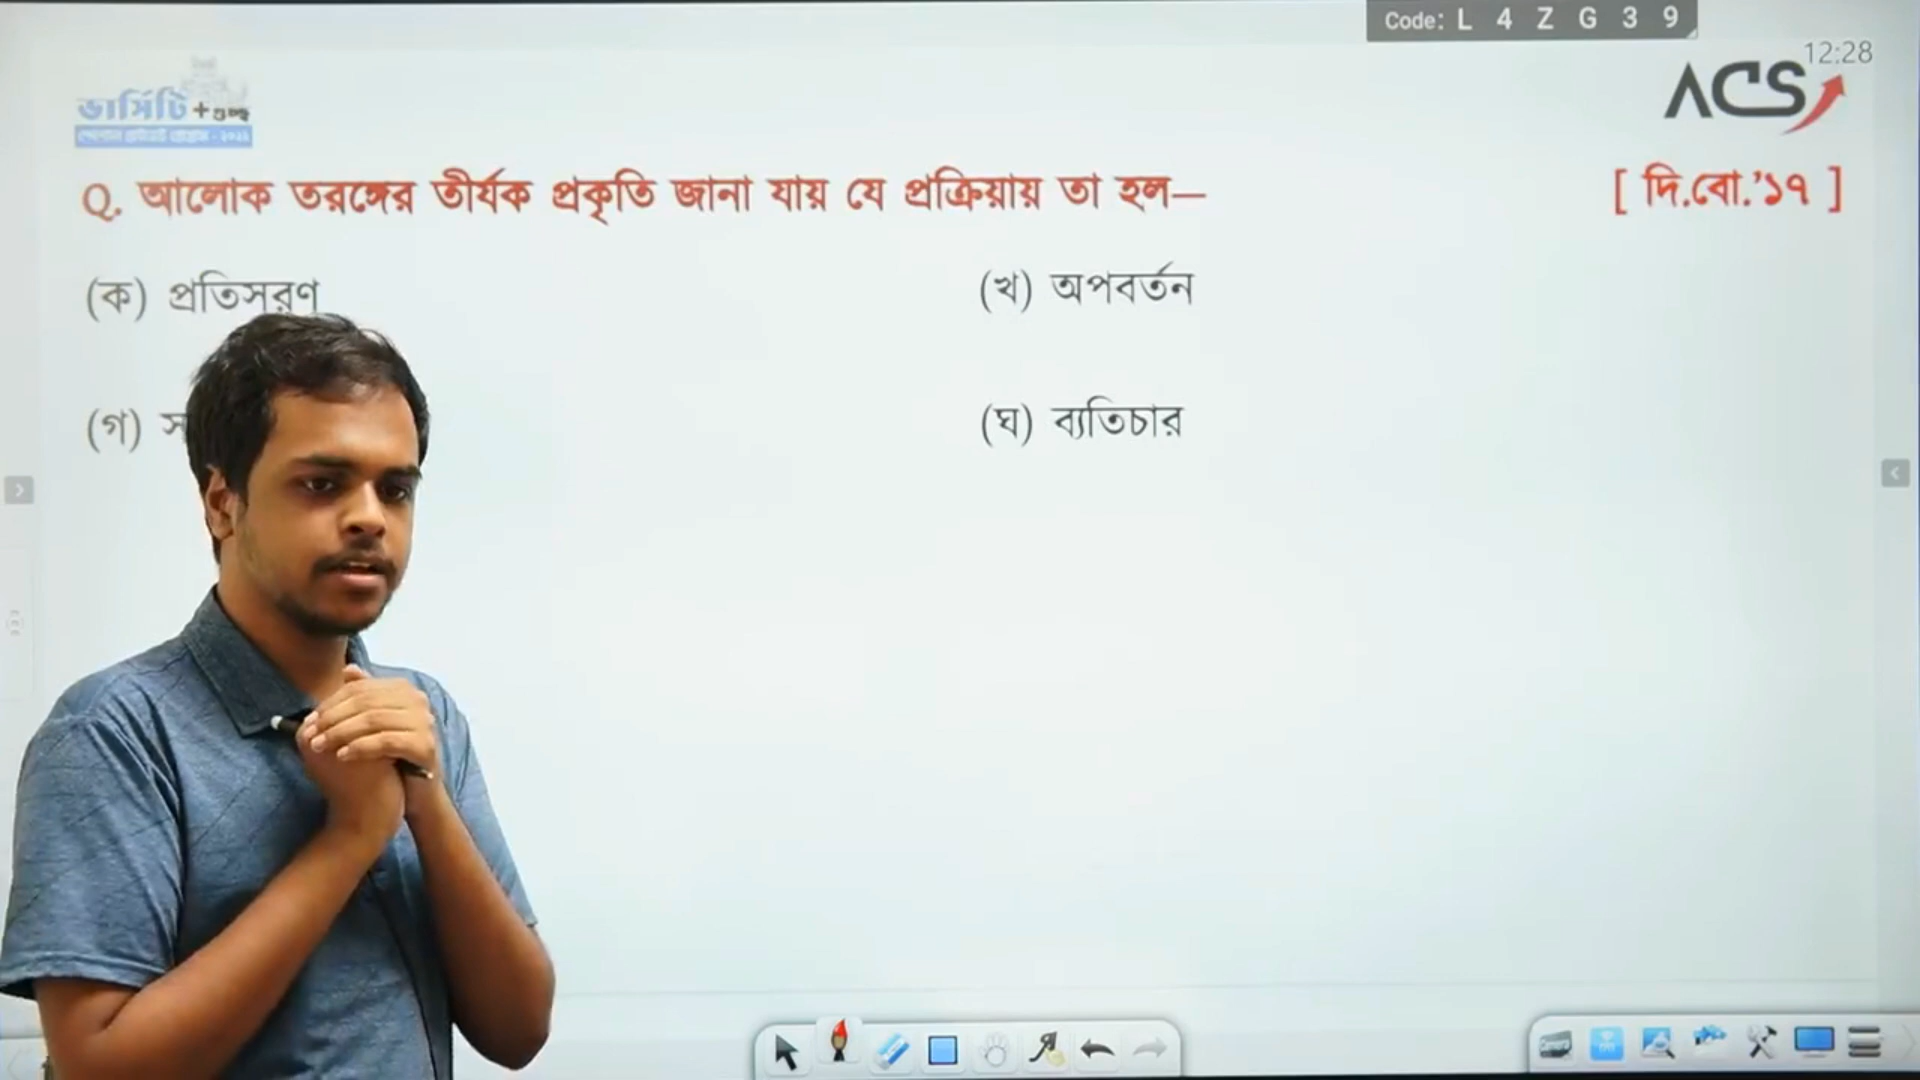 Code: L 4 Z G 3 9
12:28
ভার্সিটি +
ACS
Q. আলোক তরঙ্গের তীর্যক প্রকৃতি জানা যায় যে প্রক্রিয়ায় তা হল— [ দি.বো.'১৭ ]
(ক) প্রতিসরণ (খ) অপবর্তন
(গ) (ঘ) ব্যতিচার